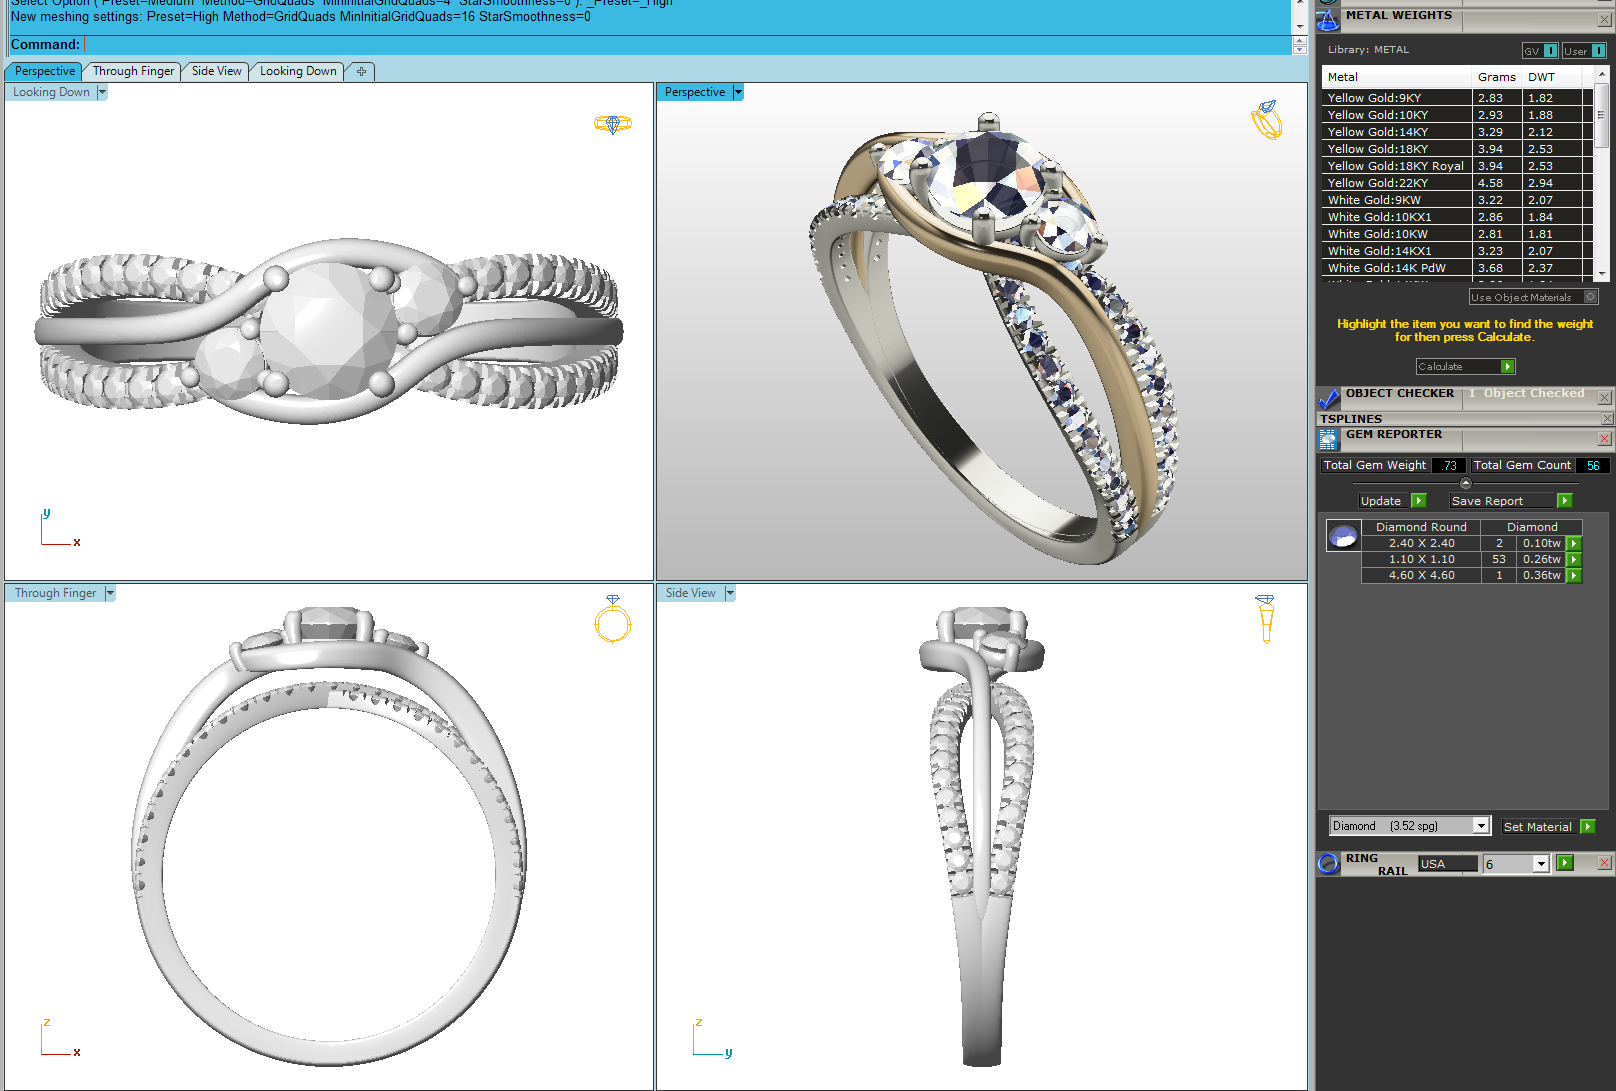 Select Option ( Preset=Medium Method=GridQuads MinInitialGridQuads=4 StarSmoothness=0 ): _Preset=_High
New meshing settings: Preset=High Method=GridQuads MinInitialGridQuads=16 StarSmoothness=0
Command:
Perspective Through Finger Side View Looking Down
Looking Down
Perspective
y
x
Through Finger
Side View
z
x
z
y
METAL WEIGHTS
Library: METAL
GV I User I
Metal Grams DWT
Yellow Gold:9KY 2.83 1.82
Yellow Gold:10KY 2.93 1.88
Yellow Gold:14KY 3.29 2.12
Yellow Gold:18KY 3.94 2.53
Yellow Gold:18KY Royal 3.94 2.53
Yellow Gold:22KY 4.58 2.94
White Gold:9KW 3.22 2.07
White Gold:10KX1 2.86 1.84
White Gold:10KW 2.81 1.81
White Gold:14KX1 3.23 2.07
White Gold:14K PdW 3.68 2.37
Use Object Materials O
Highlight the item you want to find the weight
for then press Calculate.
Calculate
OBJECT CHECKER 1 Object Checked
TSPLINES
GEM REPORTER
Total Gem Weight .73 Total Gem Count 56
Update Save Report
Diamond Round Diamond
2.40 X 2.40 2 0.10tw
1.10 X 1.10 53 0.26tw
4.60 X 4.60 1 0.36tw
Diamond (3.52 spg) Set Material
RING RAIL USA 6